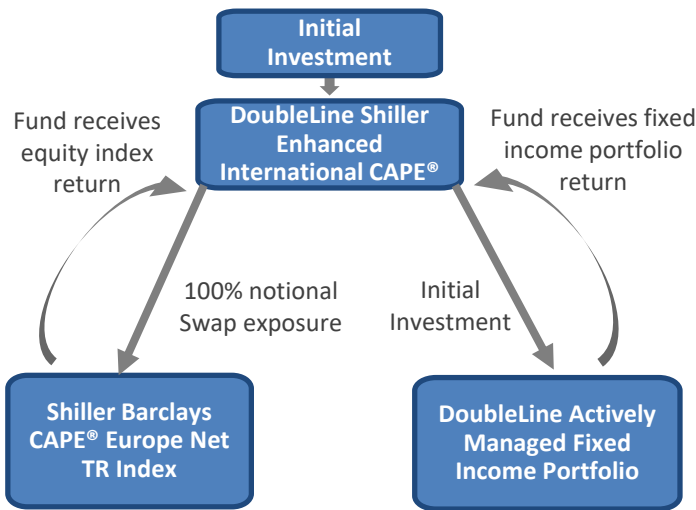 Initial
Investment
DoubleLine Shiller
Enhanced
International CAPE®
Fund receives
equity index
return
Fund receives fixed
income portfolio
return
100% notional
Swap exposure
Initial
Investment
Shiller Barclays
CAPE® Europe Net
TR Index
DoubleLine Actively
Managed Fixed
Income Portfolio